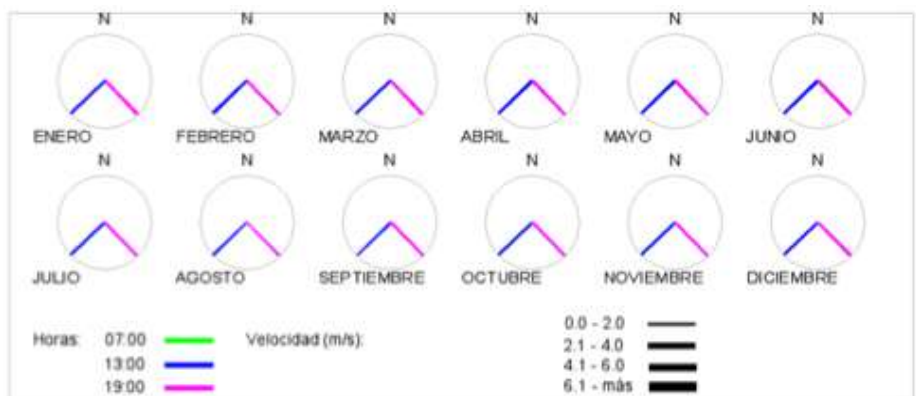 N N N N N N
ENERO FEBRERO MARZO ABRIL MAYO JUNIO
N N N N N N
JULIO AGOSTO SEPTIEMBRE OCTUBRE NOVIEMBRE DICIEMBRE
Horas: 07:00 Velocidad (m/s): 0.0 - 2.0
2.1 - 4.0
13:00 4.1 - 6.0
19:00 6.1 - más